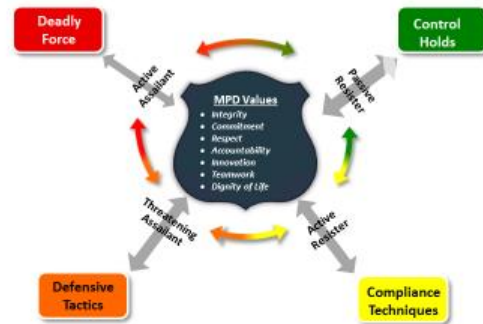 Deadly
Force
Control
Holds
Active
Assailant
Passive
Resister
MPD Values
• Integrity
• Commitment
• Respect
• Accountability
• Innovation
• Teamwork
• Dignity of Life
Threatening
Assailant
Active
Resister
Defensive
Tactics
Compliance
Techniques